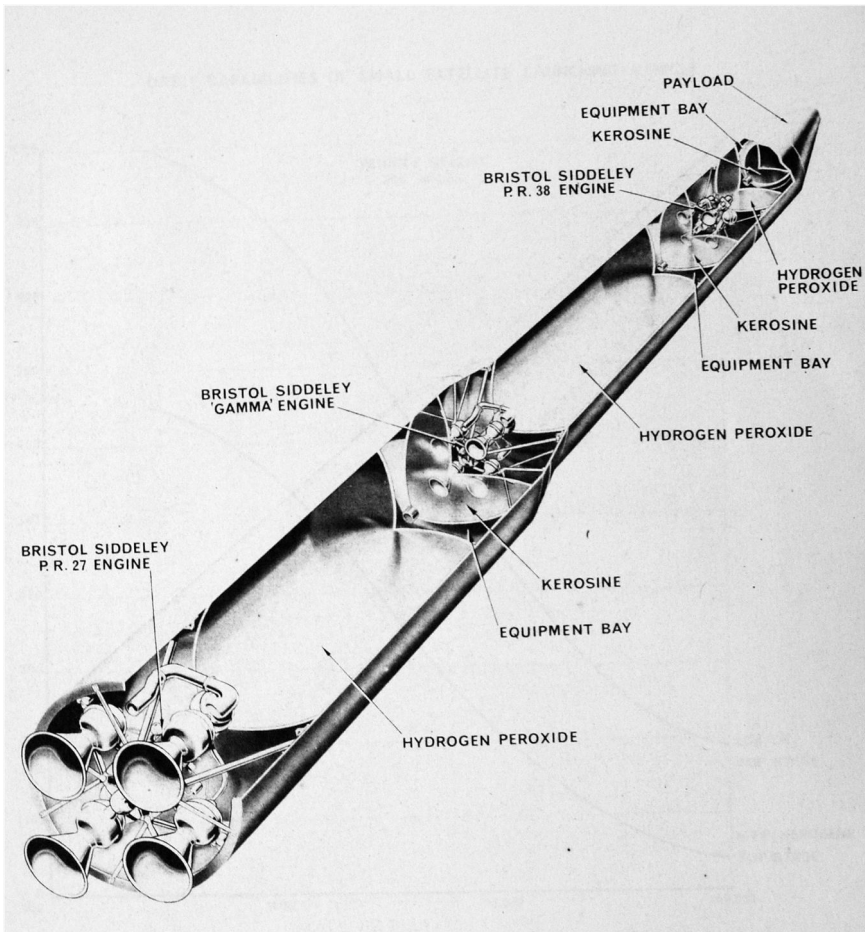 PAYLOAD
EQUIPMENT BAY
KEROSINE
BRISTOL SIDDELEY
P.R. 38 ENGINE
HYDROGEN
PEROXIDE
KEROSINE
EQUIPMENT BAY
BRISTOL SIDDELEY
'GAMMA' ENGINE
HYDROGEN PEROXIDE
BRISTOL SIDDELEY
P.R. 27 ENGINE
KEROSINE
EQUIPMENT BAY
HYDROGEN PEROXIDE